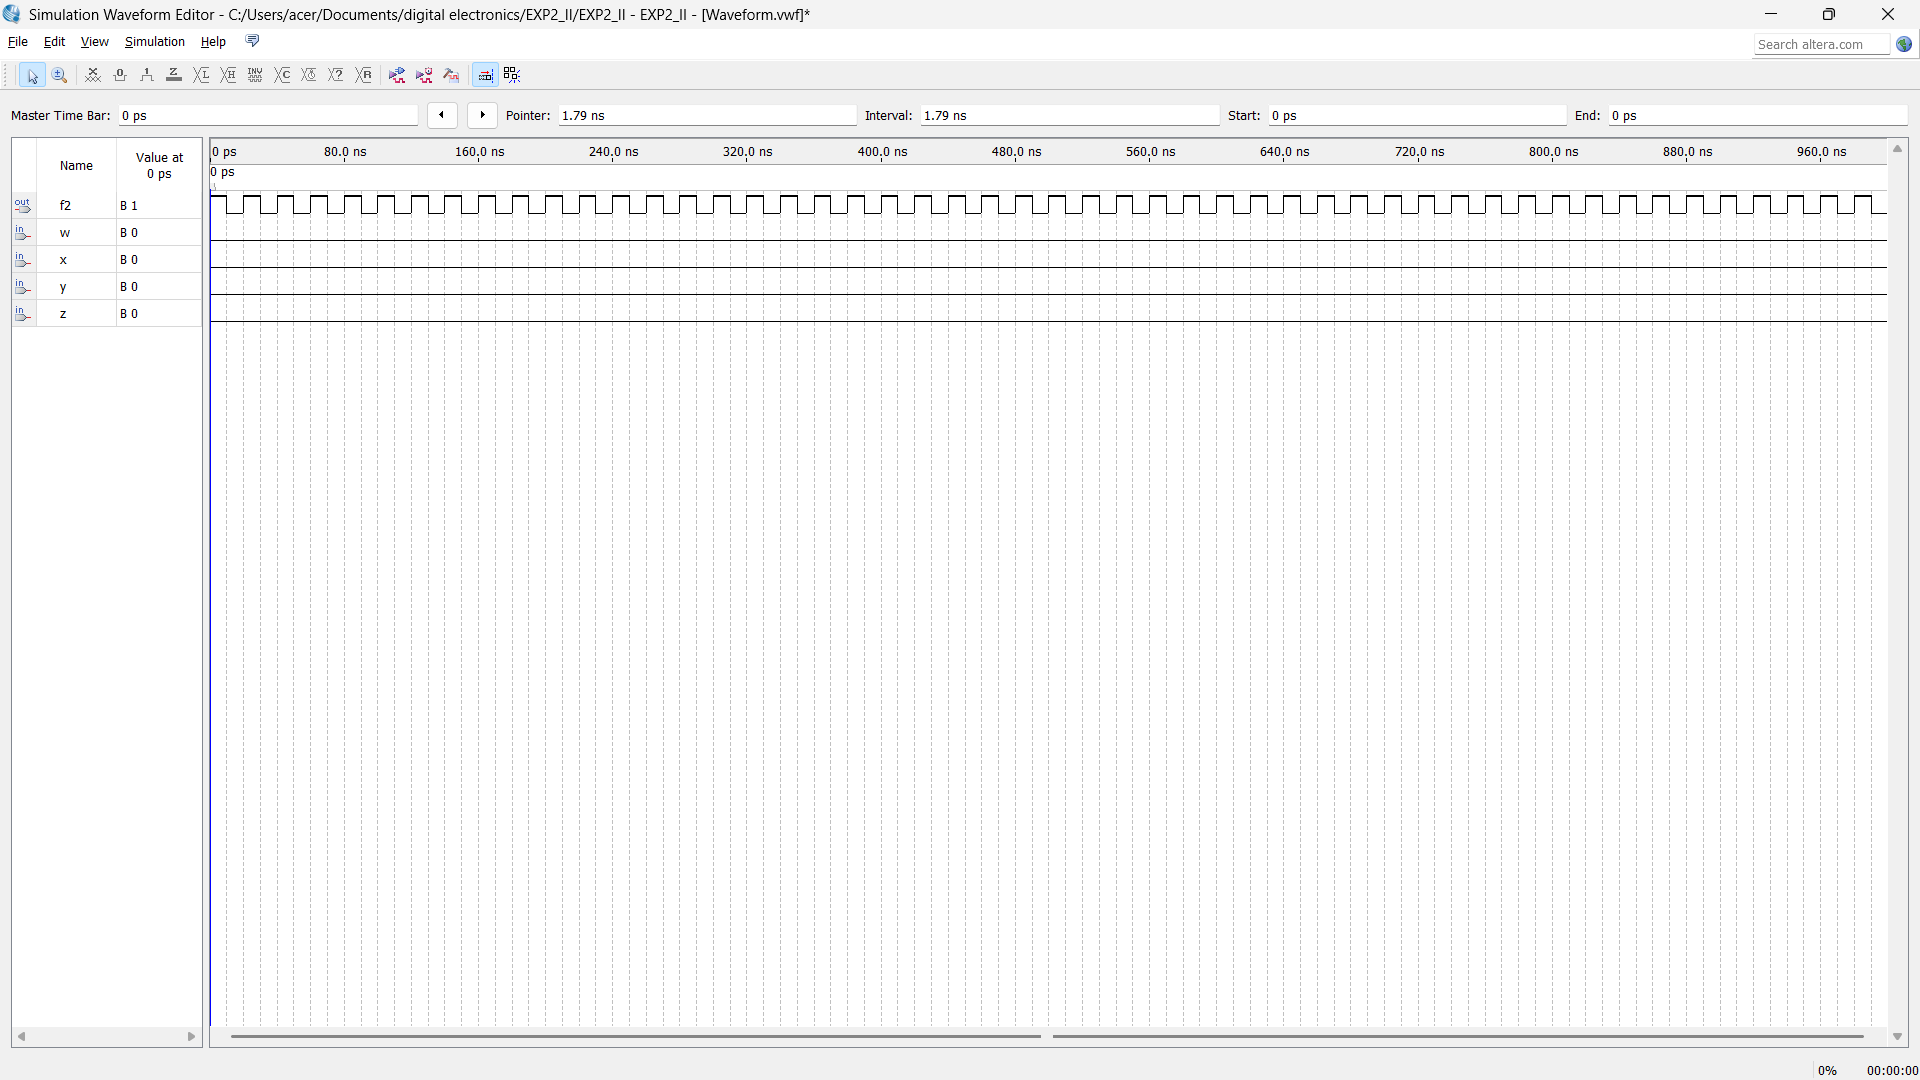 Simulation Waveform Editor - C:/Users/acer/Documents/digital electronics/EXP2_II/EXP2_II - EXP2_II - [Waveform.vwf]*
File Edit View Simulation Help
Search altera.com
Master Time Bar: 0 ps Pointer: 1.79 ns Interval: 1.79 ns Start: 0 ps End: 0 ps
Name Value at 0 ps
0 ps 80.0 ns 160.0 ns 240.0 ns 320.0 ns 400.0 ns 480.0 ns 560.0 ns 640.0 ns 720.0 ns 800.0 ns 880.0 ns 960.0 ns
0 ps
out f2 B 1
in w B 0
in x B 0
in y B 0
in z B 0
0% 00:00:00